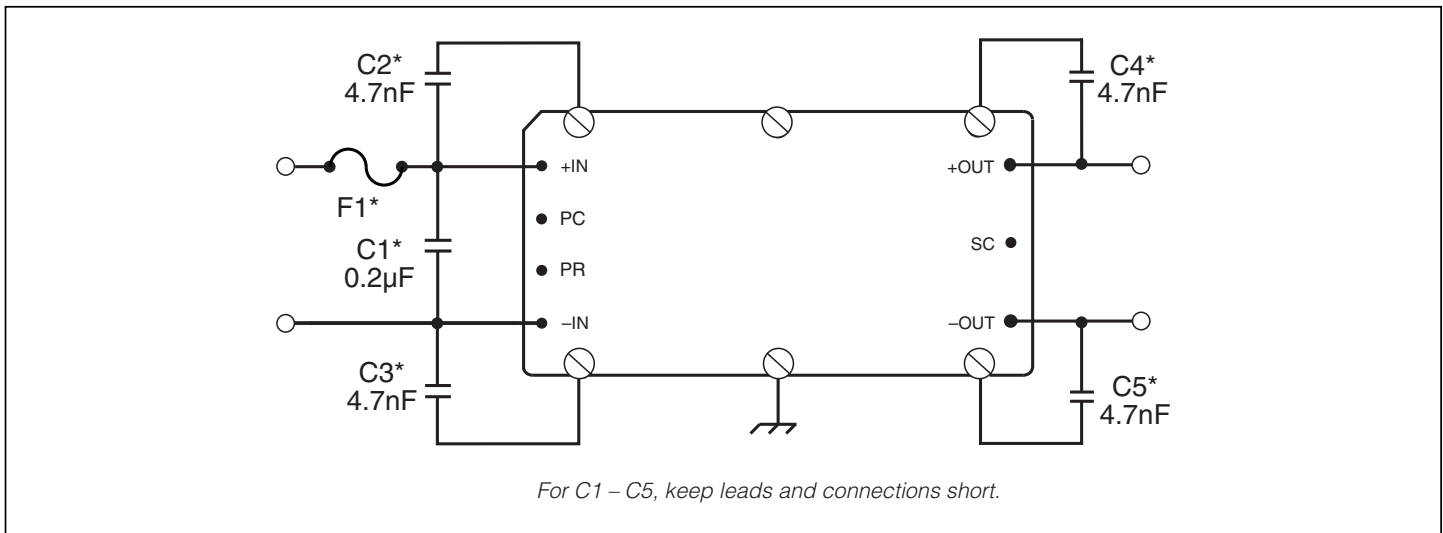 C2*
4.7nF
C4*
4.7nF
+IN
+OUT
F1*
PC
SC
C1*
0.2µF
PR
–IN
–OUT
C3*
4.7nF
C5*
4.7nF
For C1 – C5, keep leads and connections short.